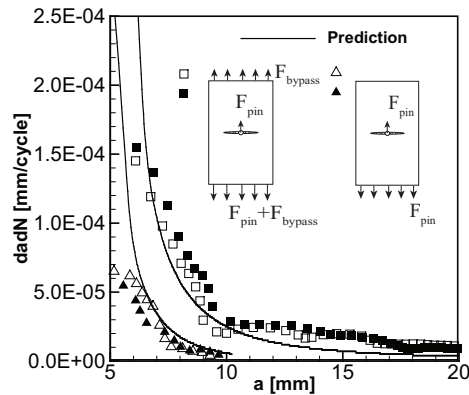 2.5E-04
2.0E-04
1.5E-04
1.0E-04
5.0E-05
0.0E+00
dadN [mm/cycle]
Prediction
F bypass
F pin
F pin+F bypass
F pin
F pin
5 10 15 20
a [mm]